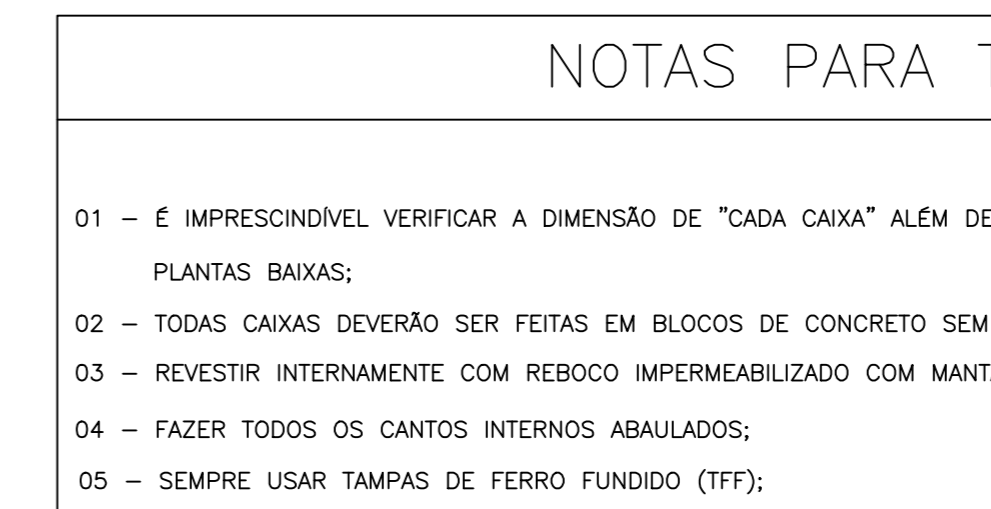 NOTAS PARA
01 – É IMPRESCINDÍVEL VERIFICAR A DIMENSÃO DE "CADA CAIXA" ALÉM DE
PLANTAS BAIXAS;
02 – TODAS CAIXAS DEVERÃO SER FEITAS EM BLOCOS DE CONCRETO SEM
03 – REVESTIR INTERNAMENTE COM REBOCO IMPERMEABILIZADO COM MANTA
04 – FAZER TODOS OS CANTOS INTERNOS ABAULADOS;
05 – SEMPRE USAR TAMPAS DE FERRO FUNDIDO (TFF);